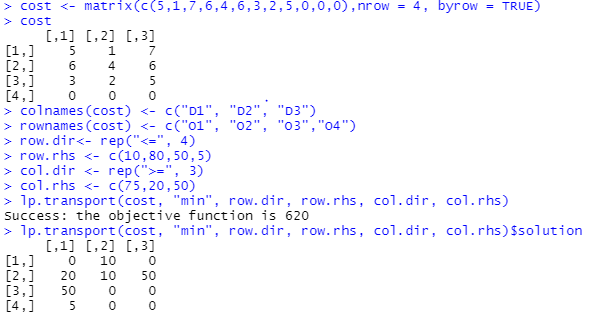 > cost <- matrix(c(5,1,7,6,4,6,3,2,5,0,0,0),nrow = 4, byrow = TRUE)
> cost
     [,1] [,2] [,3]
[1,]    5    1    7
[2,]    6    4    6
[3,]    3    2    5
[4,]    0    0    0
> colnames(cost) <- c("D1", "D2", "D3")
> rownames(cost) <- c("O1", "O2", "O3","O4")
> row.dir<- rep("<=", 4)
> row.rhs <- c(10,80,50,5)
> col.dir <- rep(">=", 3)
> col.rhs <- c(75,20,50)
> lp.transport(cost, "min", row.dir, row.rhs, col.dir, col.rhs)
Success: the objective function is 620
> lp.transport(cost, "min", row.dir, row.rhs, col.dir, col.rhs)$solution
     [,1] [,2] [,3]
[1,]    0   10    0
[2,]   20   10   50
[3,]   50    0    0
[4,]    5    0    0